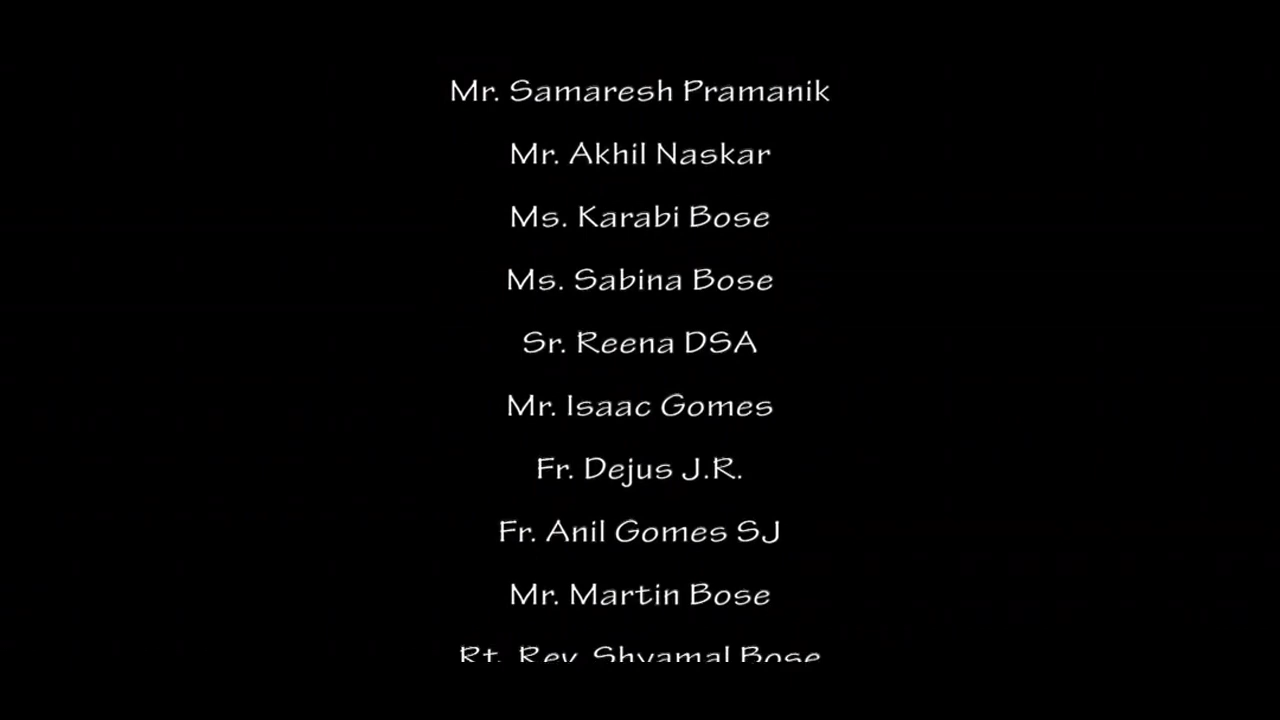 Mr. Samaresh Pramanik
Mr. Akhil Naskar
Ms. Karabi Bose
Ms. Sabina Bose
Sr. Reena DSA
Mr. Isaac Gomes
Fr. Dejus J.R.
Fr. Anil Gomes SJ
Mr. Martin Bose
Rt. Rev. Shyamal Bose